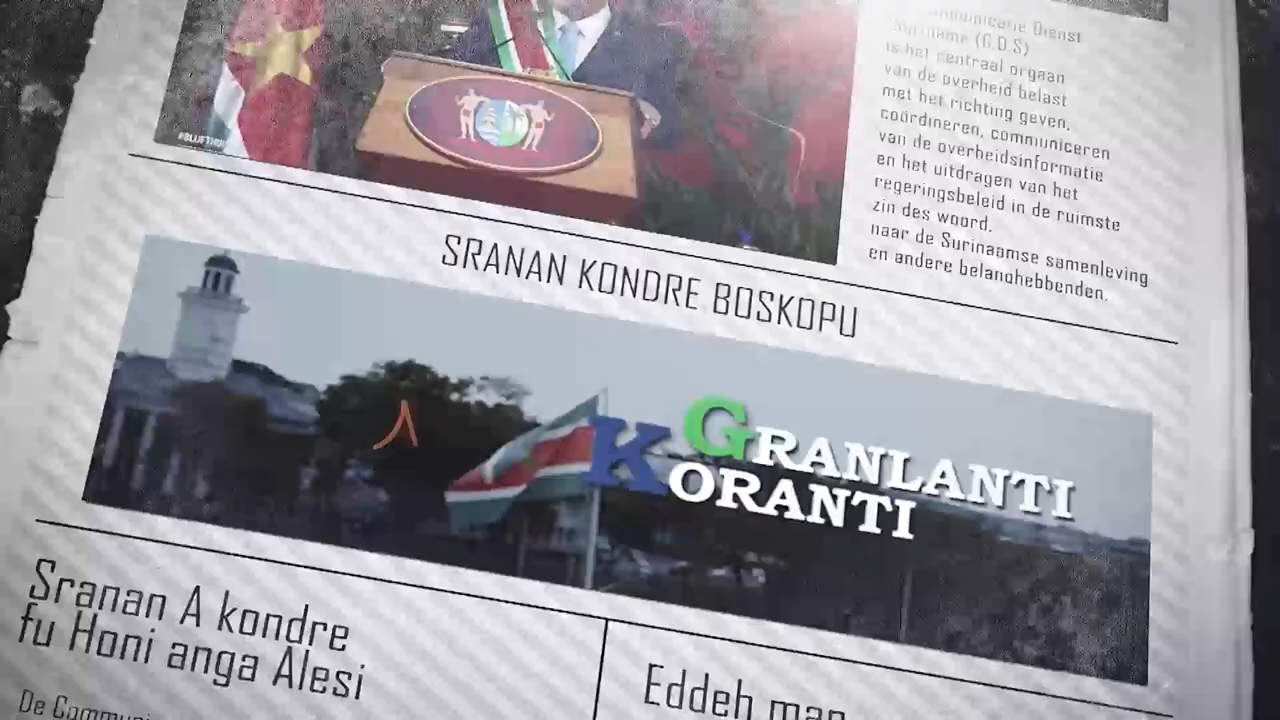 Dienst
(G.D.S)
is het centraal orgaan
van de overheid belast
met het richting geven,
coördineren, communiceren
van de overheidsinformatie
en het uitdragen van het
regeringsbeleid in de ruimste
zin des woord.
naar de Surinaamse samenleving
en andere belanghebbenden.
SRANAN KONDRE BOSKOPU
GRANLANTI
KORANTI
Sranan A kondre
fu Honi anga Alesi
De
Eddeh man